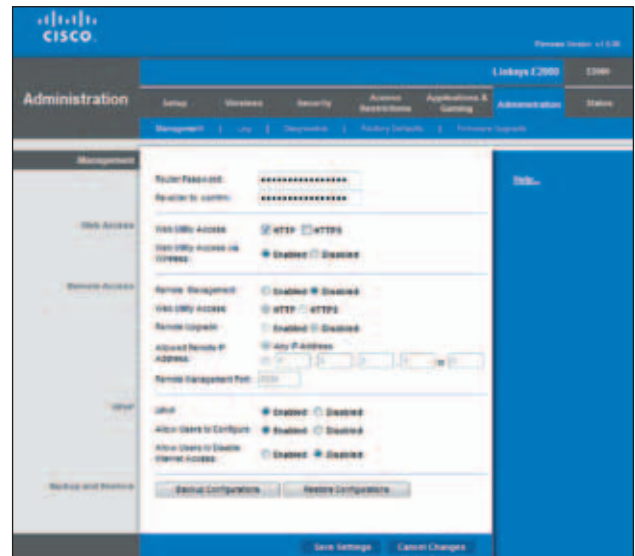 CISCO
Firmware Version: v1.0.00
Linksys E2000 E2000
Administration
Setup Wireless Security Access Restrictions Applications & Gaming Administration Status
Management | Log | Diagnostics | Factory Defaults | Firmware Upgrade
Management
Router Password:
Re-enter to confirm:
Help...
Web Access
Web Utility Access: HTTP HTTPS
Web Utility Access via Wireless: Enabled Disabled
Remote Access
Remote Management: Enabled Disabled
Web Utility Access: HTTP HTTPS
Remote Upgrade: Enabled Disabled
Allowed Remote IP Address: Any IP Address
to
Remote Management Port:
UPnP
UPnP: Enabled Disabled
Allow Users to Configure: Enabled Disabled
Allow Users to Disable Internet Access: Enabled Disabled
Backup and Restore
Backup Configurations Restore Configurations
Save Settings Cancel Changes